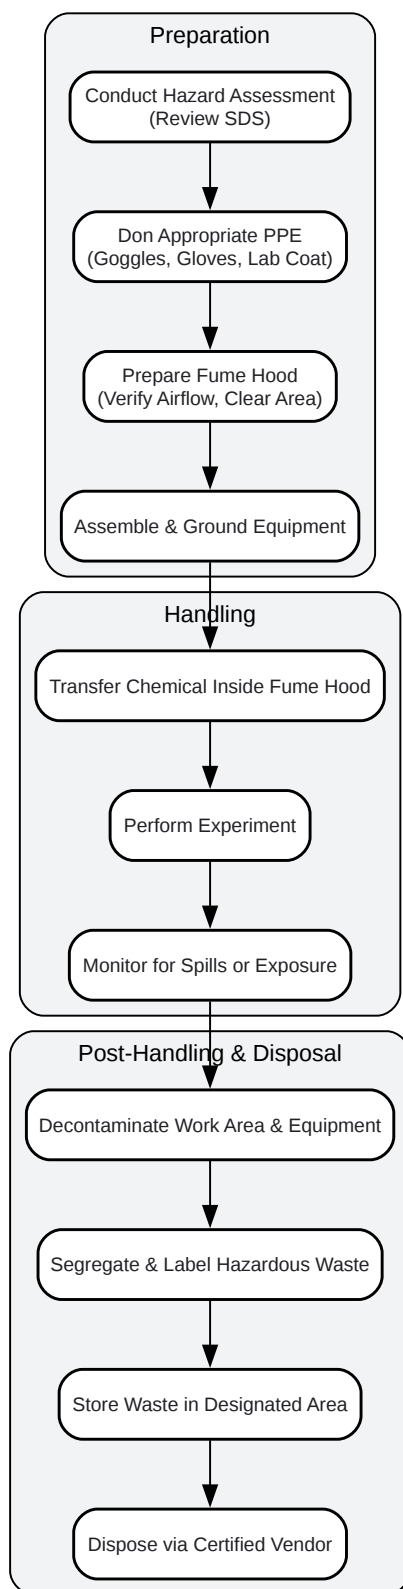 Preparation
Conduct Hazard Assessment
(Review SDS)
Don Appropriate PPE
(Goggles, Gloves, Lab Coat)
Prepare Fume Hood
(Verify Airflow, Clear Area)
Assemble & Ground Equipment
Handling
Transfer Chemical Inside Fume Hood
Perform Experiment
Monitor for Spills or Exposure
Post-Handling & Disposal
Decontaminate Work Area & Equipment
Segregate & Label Hazardous Waste
Store Waste in Designated Area
Dispose via Certified Vendor